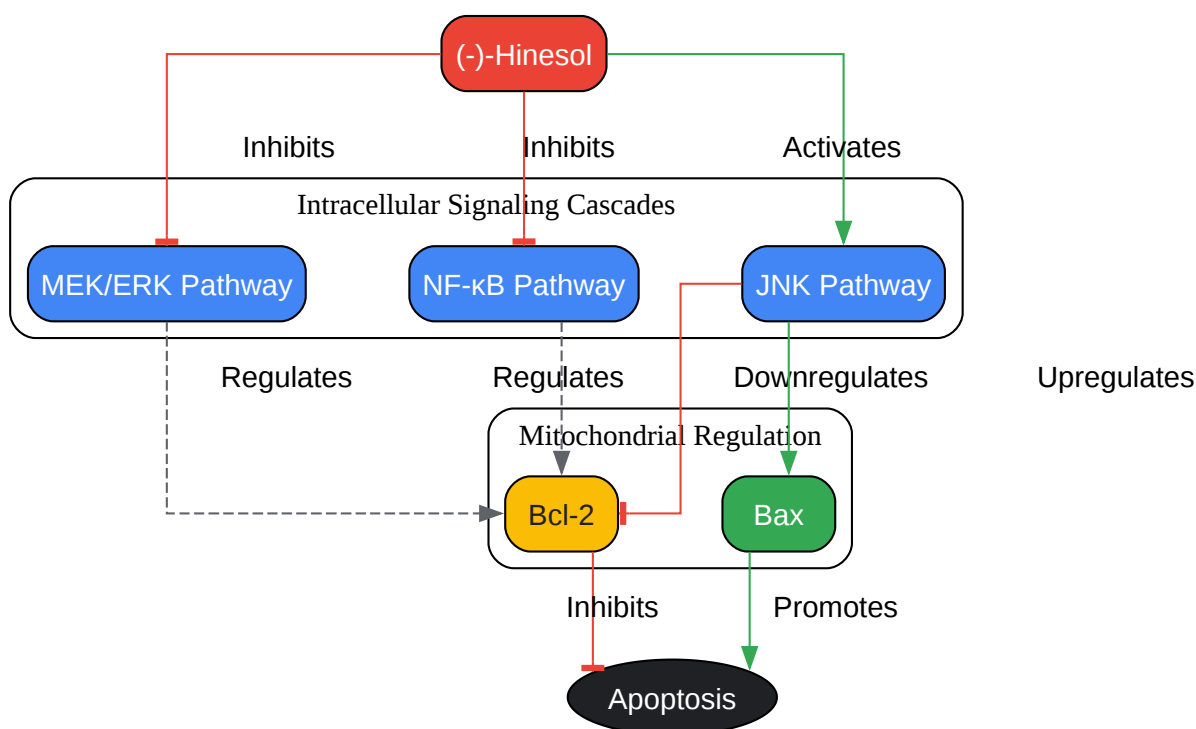 (-)-Hinesol
Inhibits
Inhibits
Activates
Intracellular Signaling Cascades
MEK/ERK Pathway
NF-κB Pathway
JNK Pathway
Regulates
Regulates
Downregulates
Upregulates
Mitochondrial Regulation
Bcl-2
Bax
Inhibits
Promotes
Apoptosis